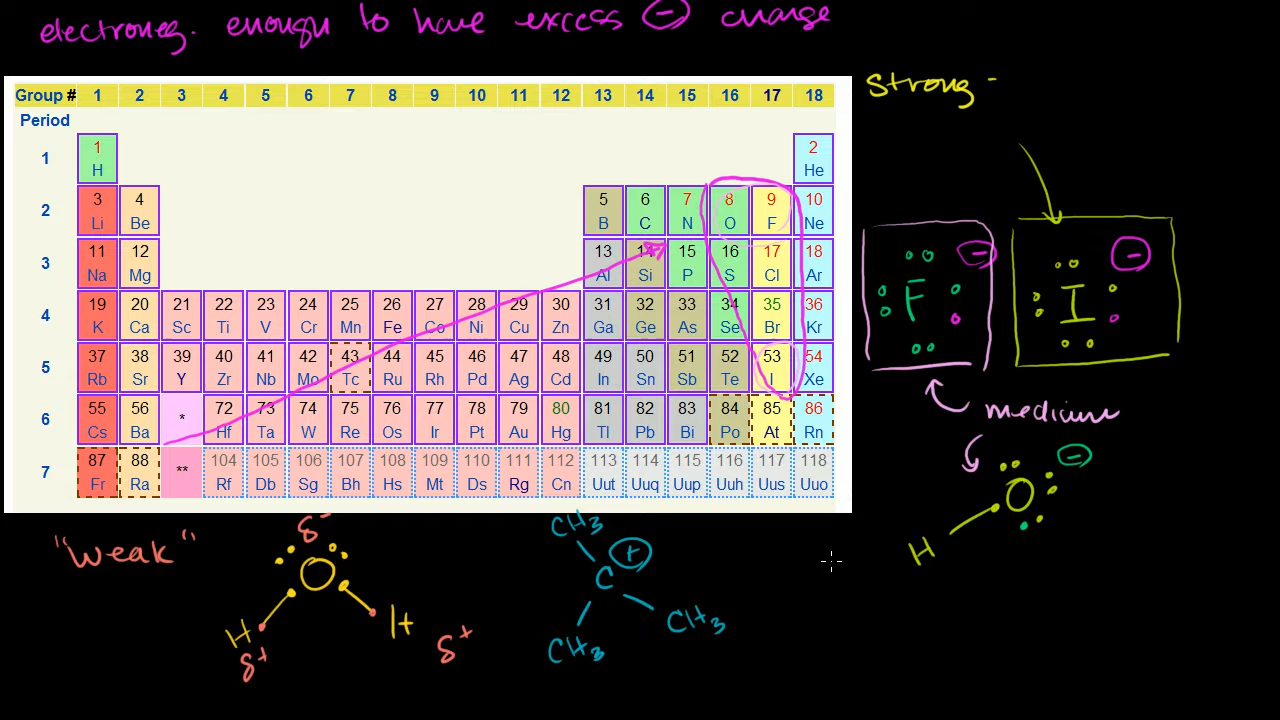 electroneg. enough to have excess − charge
Strong -
Group # 1 2 3 4 5 6 7 8 9 10 11 12 13 14 15 16 17 18
Period
1 1 H 2 He
2 3 Li 4 Be 5 B 6 C 7 N 8 O 9 F 10 Ne
3 11 Na 12 Mg 13 Al 14 Si 15 P 16 S 17 Cl 18 Ar
4 19 K 20 Ca 21 Sc 22 Ti 23 V 24 Cr 25 Mn 26 Fe 27 Co 28 Ni 29 Cu 30 Zn 31 Ga 32 Ge 33 As 34 Se 35 Br 36 Kr
5 37 Rb 38 Sr 39 Y 40 Zr 41 Nb 42 Mo 43 Tc 44 Ru 45 Rh 46 Pd 47 Ag 48 Cd 49 In 50 Sn 51 Sb 52 Te 53 I 54 Xe
6 55 Cs 56 Ba * 72 Hf 73 Ta 74 W 75 Re 76 Os 77 Ir 78 Pt 79 Au 80 Hg 81 Tl 82 Pb 83 Bi 84 Po 85 At 86 Rn
7 87 Fr 88 Ra ** 104 Rf 105 Db 106 Sg 107 Bh 108 Hs 109 Mt 110 Ds 111 Rg 112 Cn 113 Uut 114 Uuq 115 Uup 116 Uuh 117 Uus 118 Uuo
F − I −
medium
O −
H
"Weak"
δ−
O
H H
δ+ δ+
CH3
C +
CH3 CH3